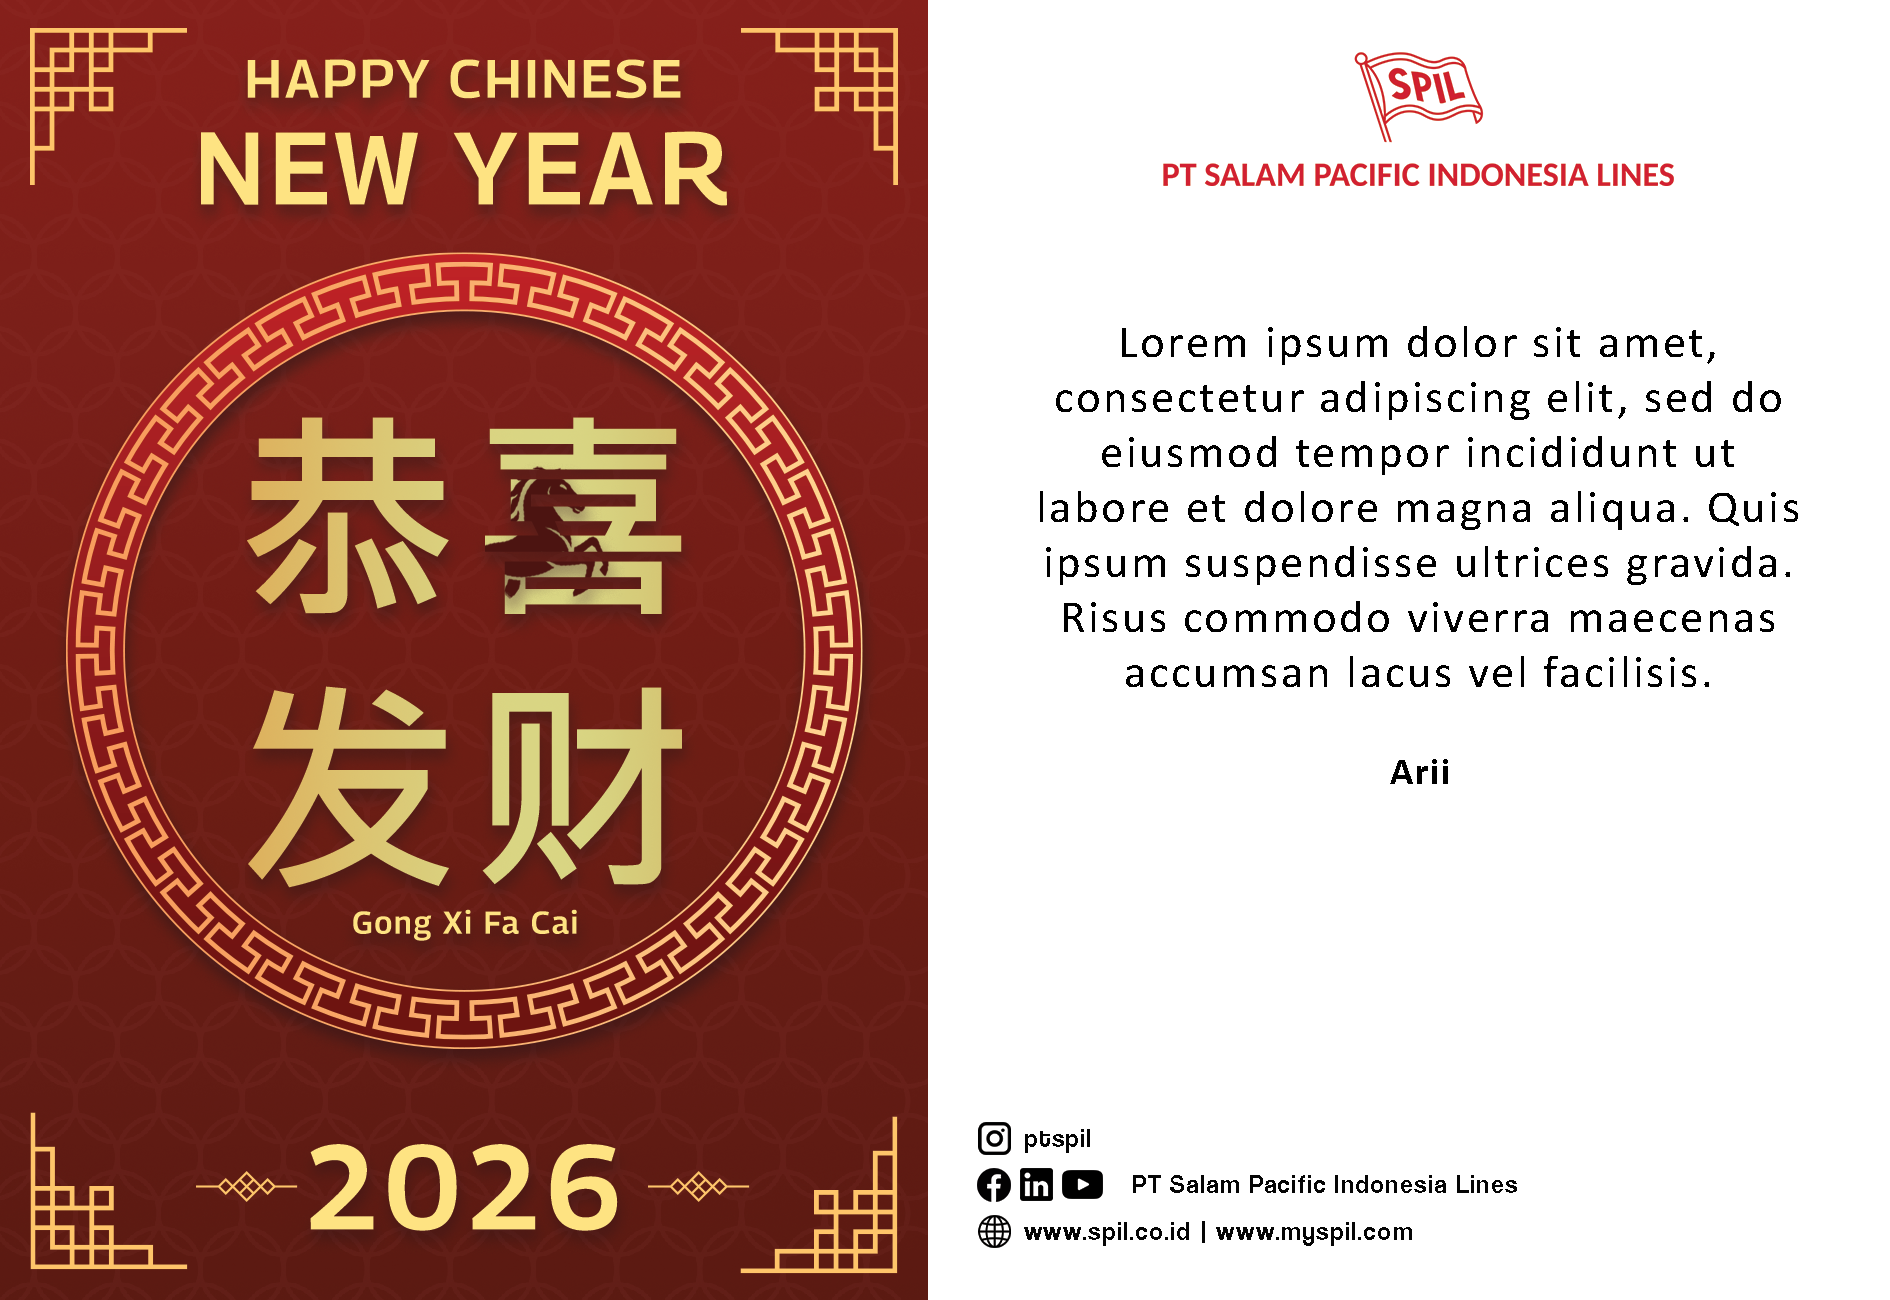 HAPPY CHINESE
NEW YEAR
恭喜
发财
Gong Xi Fa Cai
2026
SPIL
PT SALAM PACIFIC INDONESIA LINES
Lorem ipsum dolor sit amet,
consectetur adipiscing elit, sed do
eiusmod tempor incididunt ut
labore et dolore magna aliqua. Quis
ipsum suspendisse ultrices gravida.
Risus commodo viverra maecenas
accumsan lacus vel facilisis.
Arii
ptspil
PT Salam Pacific Indonesia Lines
www.spil.co.id | www.myspil.com